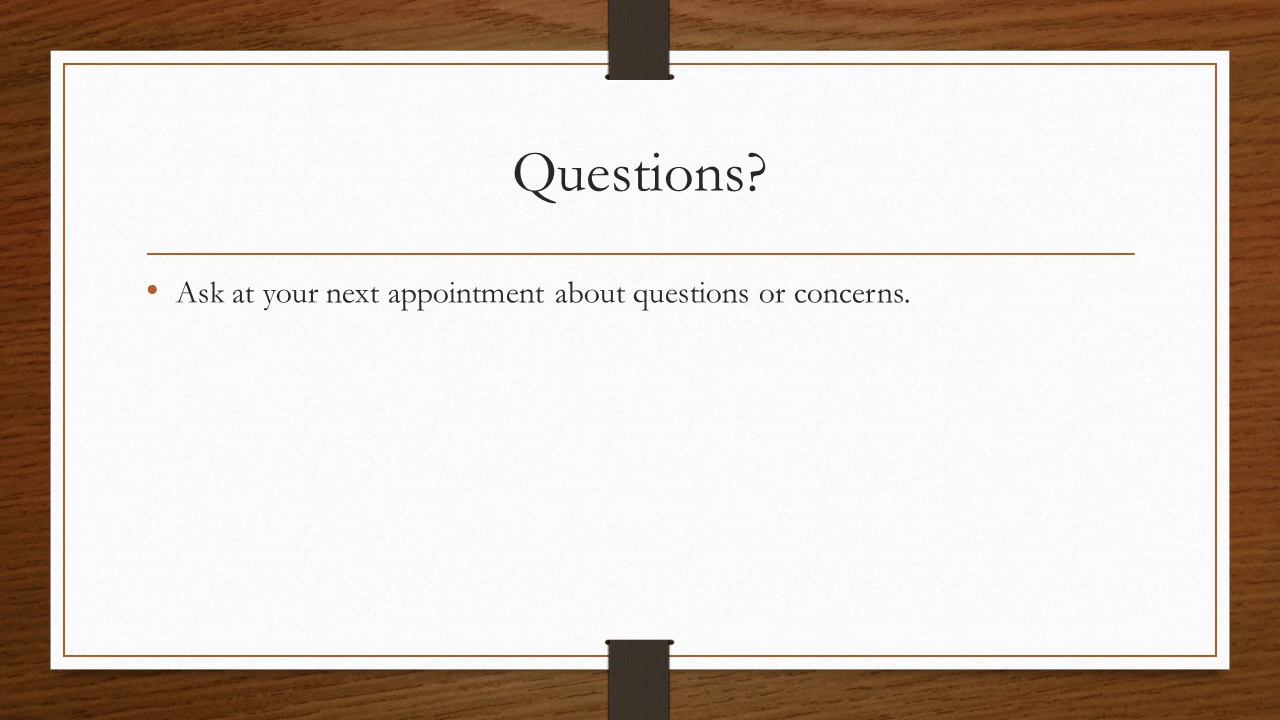 Questions?
• Ask at your next appointment about questions or concerns.